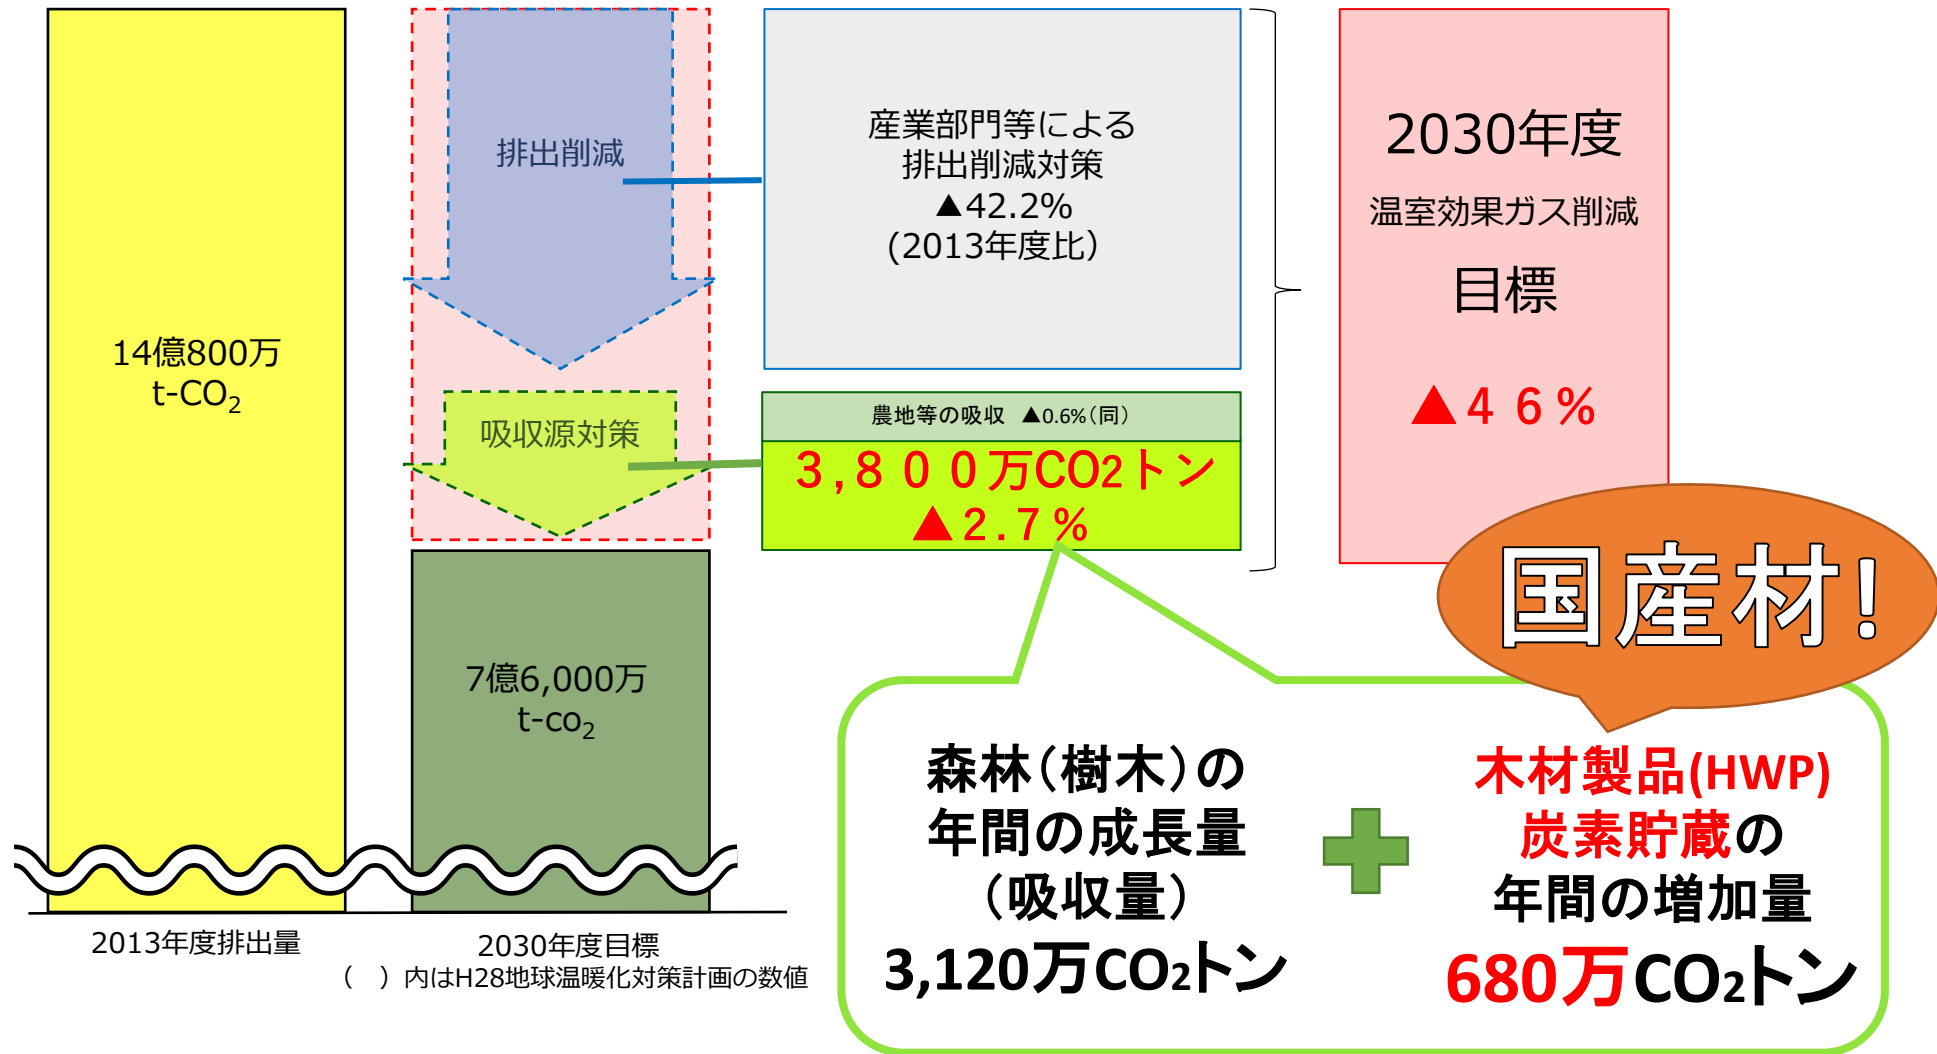 14億800万
t-CO2
2013年度排出量
排出削減
吸収源対策
7億6,000万
t-co2
2030年度目標
（　）内はH28地球温暖化対策計画の数値
産業部門等による
排出削減対策
▲42.2%
(2013年度比）
農地等の吸収　▲0.6%（同）
３,８００万CO2トン
▲２.７％
2030年度
温室効果ガス削減
目標
▲４６％
国産材！
森林（樹木）の
年間の成長量
（吸収量）
3,120万CO2トン
木材製品(HWP)
炭素貯蔵の
年間の増加量
680万CO2トン